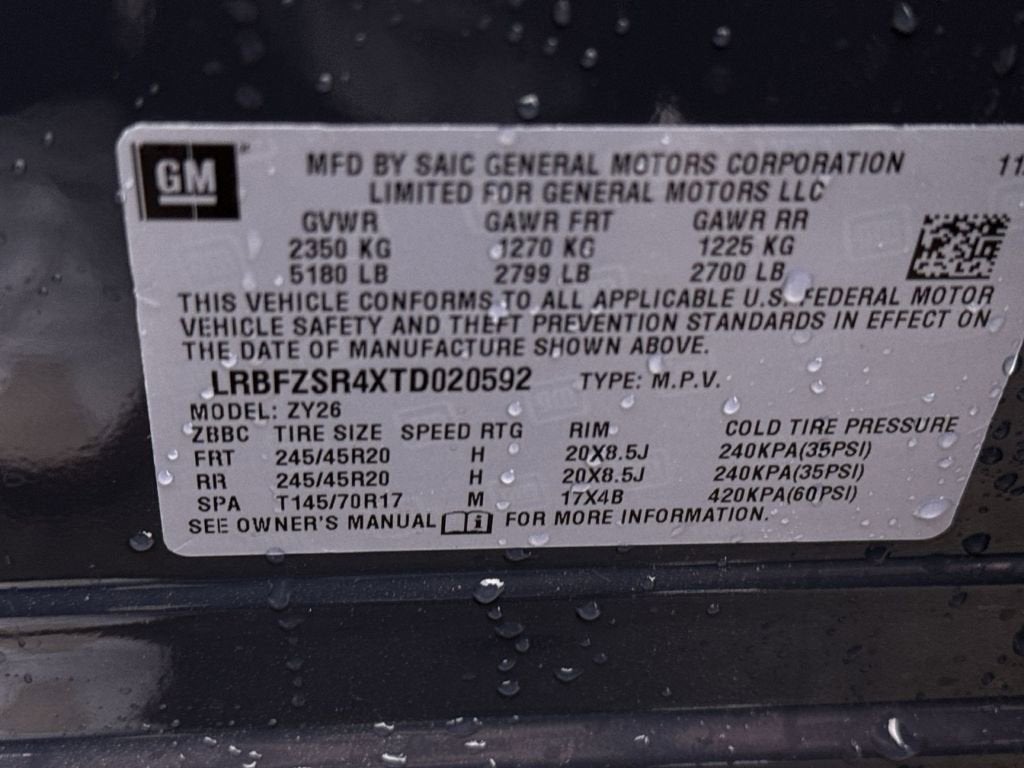 GM MFD BY SAIC GENERAL MOTORS CORPORATION 11
LIMITED FOR GENERAL MOTORS LLC
GVWR GAWR FRT GAWR RR
2350 KG 1270 KG 1225 KG
5180 LB 2799 LB 2700 LB
THIS VEHICLE CONFORMS TO ALL APPLICABLE U.S. FEDERAL MOTOR
VEHICLE SAFETY AND THEFT PREVENTION STANDARDS IN EFFECT ON
THE DATE OF MANUFACTURE SHOWN ABOVE.
LRBFZSR4XTD020592 TYPE: M.P.V.
MODEL: ZY26
ZBBC TIRE SIZE SPEED RTG RIM COLD TIRE PRESSURE
FRT 245/45R20 H 20X8.5J 240KPA(35PSI)
RR 245/45R20 H 20X8.5J 240KPA(35PSI)
SPA T145/70R17 M 17X4B 420KPA(60PSI)
SEE OWNER'S MANUAL i FOR MORE INFORMATION.